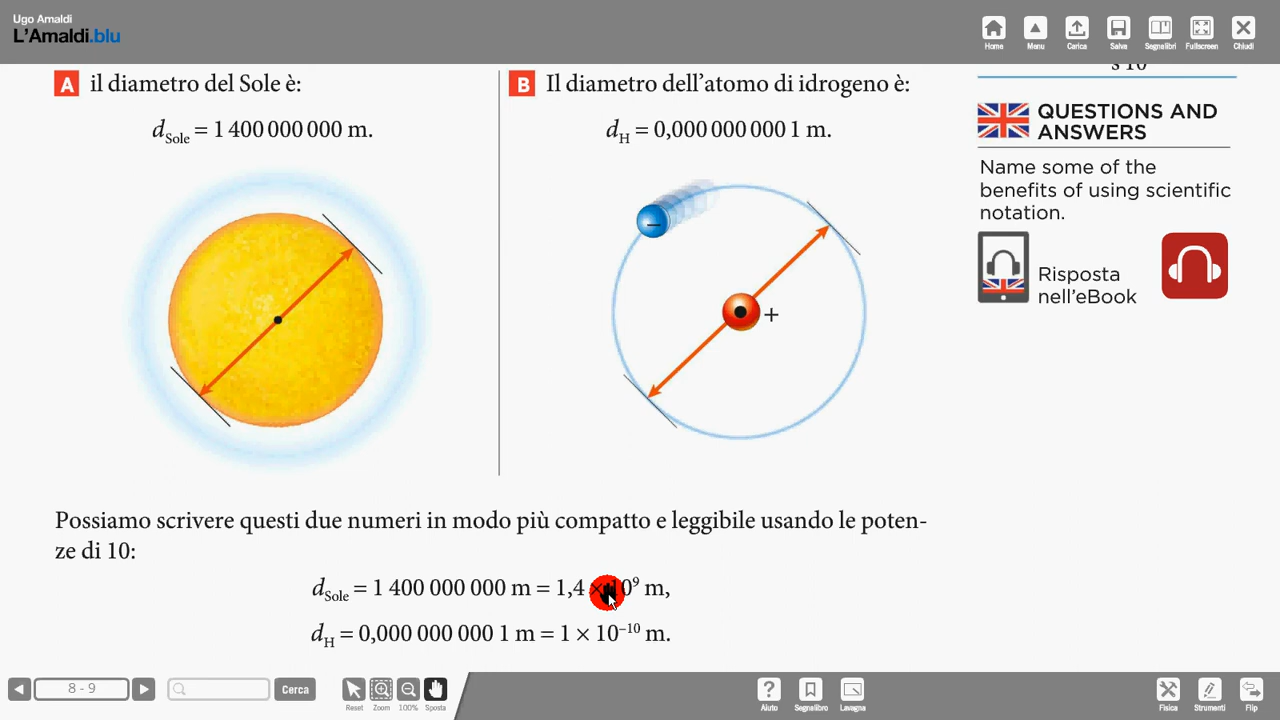 Ugo Amaldi
L'Amaldi.blu
Home Menu Carica Salva Segnalibri Fullscreen Chiudi
A il diametro del Sole è:
d_Sole = 1 400 000 000 m.
B Il diametro dell'atomo di idrogeno è:
d_H = 0,000 000 000 1 m.
−
+
QUESTIONS AND
ANSWERS
Name some of the
benefits of using scientific
notation.
Risposta
nell'eBook
Possiamo scrivere questi due numeri in modo più compatto e leggibile usando le poten-
ze di 10:
d_Sole = 1 400 000 000 m = 1,4 × 10⁹ m,
d_H = 0,000 000 000 1 m = 1 × 10⁻¹⁰ m.
8 - 9 Cerca Reset Zoom 100% Sposta ? Aiuto Segnalibro Lavagna Fisica Strumenti Flip